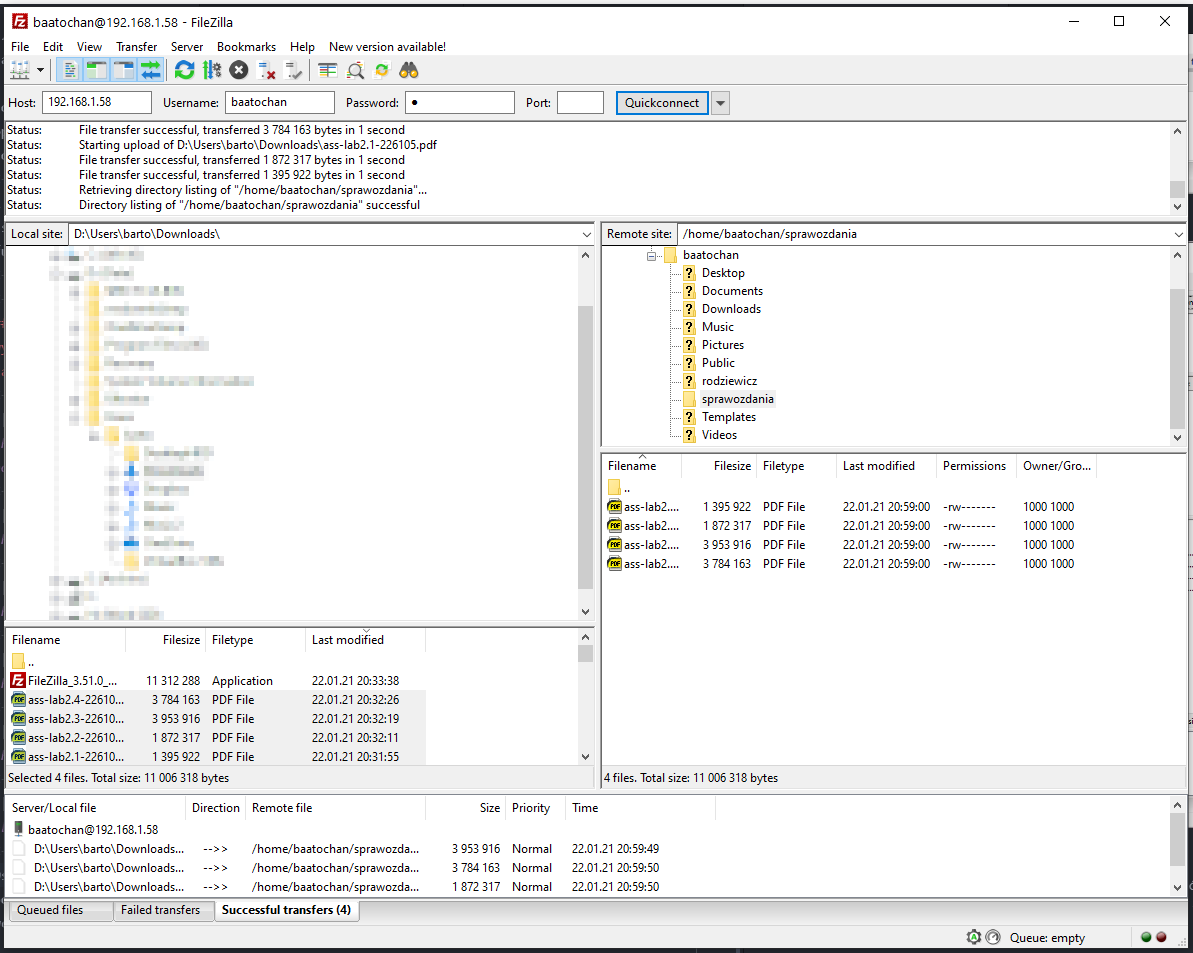 baatochan@192.168.1.58 - FileZilla
File Edit View Transfer Server Bookmarks Help New version available!
Host: 192.168.1.58 Username: baatochan Password: ● Port: Quickconnect
Status: File transfer successful, transferred 3 784 163 bytes in 1 second
Status: Starting upload of D:\Users\barto\Downloads\ass-lab2.1-226105.pdf
Status: File transfer successful, transferred 1 872 317 bytes in 1 second
Status: File transfer successful, transferred 1 395 922 bytes in 1 second
Status: Retrieving directory listing of "/home/baatochan/sprawozdania"...
Status: Directory listing of "/home/baatochan/sprawozdania" successful
Local site: D:\Users\barto\Downloads\
Filename Filesize Filetype Last modified
..
FileZilla_3.51.0_... 11 312 288 Application 22.01.21 20:33:38
ass-lab2.4-22610... 3 784 163 PDF File 22.01.21 20:32:26
ass-lab2.3-22610... 3 953 916 PDF File 22.01.21 20:32:19
ass-lab2.2-22610... 1 872 317 PDF File 22.01.21 20:32:11
ass-lab2.1-22610... 1 395 922 PDF File 22.01.21 20:31:55
Selected 4 files. Total size: 11 006 318 bytes
Remote site: /home/baatochan/sprawozdania
baatochan
Desktop
Documents
Downloads
Music
Pictures
Public
rodziewicz
sprawozdania
Templates
Videos
Filename Filesize Filetype Last modified Permissions Owner/Gro...
..
ass-lab2.... 1 395 922 PDF File 22.01.21 20:59:00 -rw------- 1000 1000
ass-lab2.... 1 872 317 PDF File 22.01.21 20:59:00 -rw------- 1000 1000
ass-lab2.... 3 953 916 PDF File 22.01.21 20:59:00 -rw------- 1000 1000
ass-lab2.... 3 784 163 PDF File 22.01.21 20:59:00 -rw------- 1000 1000
4 files. Total size: 11 006 318 bytes
Server/Local file Direction Remote file Size Priority Time
baatochan@192.168.1.58
D:\Users\barto\Downloads... -->> /home/baatochan/sprawozda... 3 953 916 Normal 22.01.21 20:59:49
D:\Users\barto\Downloads... -->> /home/baatochan/sprawozda... 3 784 163 Normal 22.01.21 20:59:50
D:\Users\barto\Downloads... -->> /home/baatochan/sprawozda... 1 872 317 Normal 22.01.21 20:59:50
Queued files Failed transfers Successful transfers (4)
Queue: empty